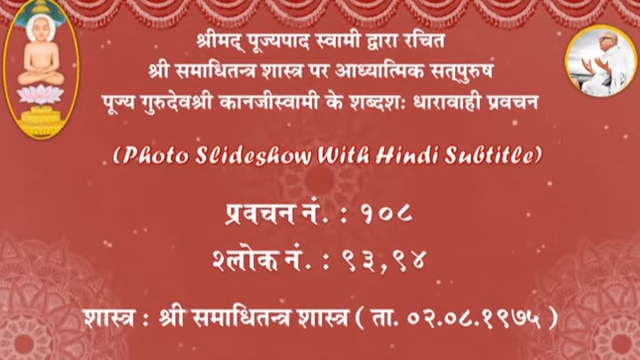 श्रीमद् पूज्यपाद स्वामी द्वारा रचित
श्री समाधितन्त्र शास्त्र पर आध्यात्मिक सत्पुरुष
पूज्य गुरुदेवश्री कानजीस्वामी के शब्दशः धारावाही प्रवचन
(Photo Slideshow With Hindi Subtitle)
प्रवचन नं. : १०८
श्लोक नं. : ९३,९४
शास्त्र : श्री समाधितन्त्र शास्त्र ( ता. ०२.०८.१९७५ )